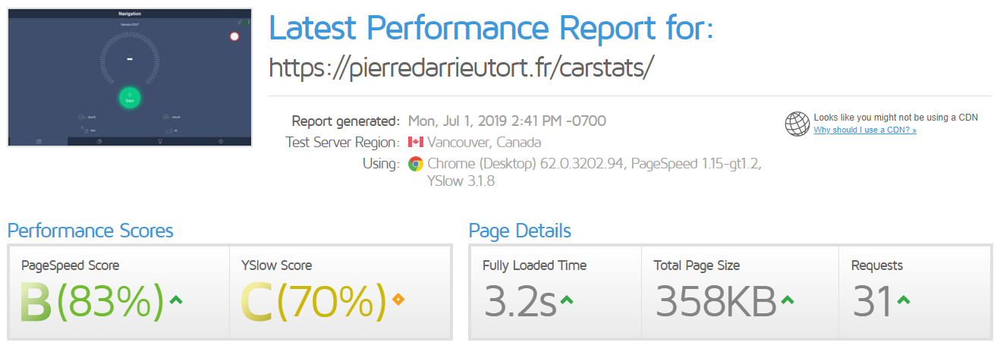 Navigation
Start
Latest Performance Report for:
https://pierredarrieutort.fr/carstats/
Report generated: Mon, Jul 1, 2019 2:41 PM -0700
Test Server Region: Vancouver, Canada
Using: Chrome (Desktop) 62.0.3202.94, PageSpeed 1.15-gt1.2,
YSlow 3.1.8
Looks like you might not be using a CDN
Why should I use a CDN? »
Performance Scores
PageSpeed Score
B(83%)
YSlow Score
C(70%)
Page Details
Fully Loaded Time
3.2s
Total Page Size
358KB
Requests
31